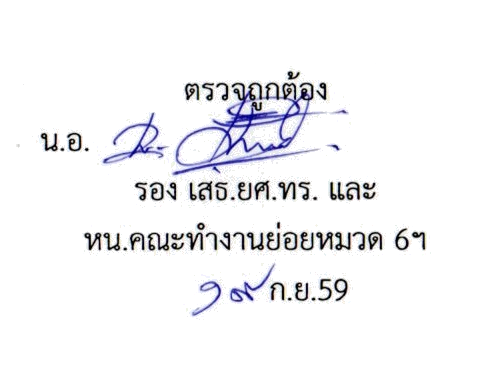 ตรวจถูกต้อง
น.อ.
รอง เสธ.ยศ.ทร. และ
หน.คณะทำงานย่อยหมวด 6ฯ
๑๙ ก.ย.59